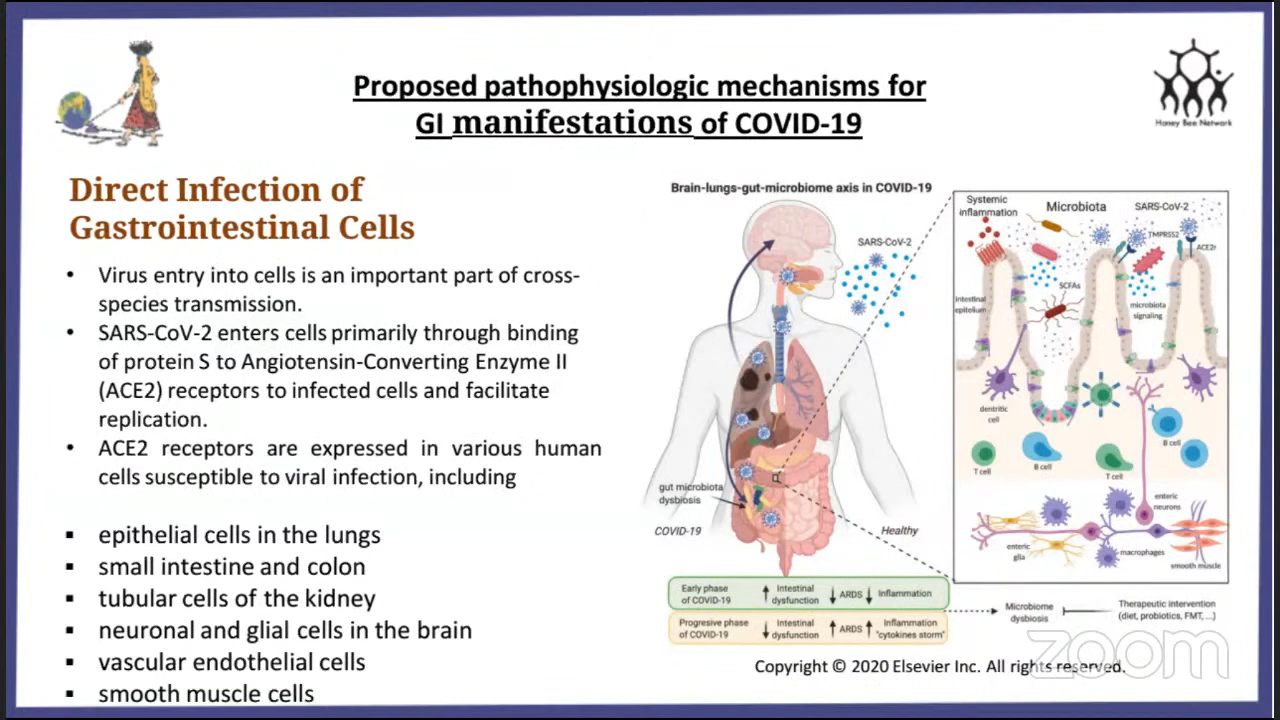 Proposed pathophysiologic mechanisms for
GI manifestations of COVID-19
Honey Bee Network
Direct Infection of
Gastrointestinal Cells
• Virus entry into cells is an important part of cross-
species transmission.
• SARS-CoV-2 enters cells primarily through binding
of protein S to Angiotensin-Converting Enzyme II
(ACE2) receptors to infected cells and facilitate
replication.
• ACE2 receptors are expressed in various human
cells susceptible to viral infection, including
▪ epithelial cells in the lungs
▪ small intestine and colon
▪ tubular cells of the kidney
▪ neuronal and glial cells in the brain
▪ vascular endothelial cells
▪ smooth muscle cells
Brain-lungs-gut-microbiome axis in COVID-19
SARS-CoV-2
gut microbiota
dysbiosis
COVID-19
Healthy
Systemic
inflammation
Microbiota
SARS-CoV-2
TMPRSS2
ACE2r
SCFAs
intestinal
epitelium
microbiota
signaling
dendritic
cell
B cell
T cell
B cell
T cell
enteric
neurons
enteric
glia
macrophages
smooth muscle
Early phase
of COVID-19
↑ Intestinal
dysfunction
↓ ARDS ↓ Inflammation
Progresive phase
of COVID-19
↓ Intestinal
dysfunction
↑ ARDS ↑ Inflammation
"cytokines storm"
Microbiome
dysbiosis
Therapeutic intervention
(diet, probiotics, FMT, ...)
Copyright © 2020 Elsevier Inc. All rights reserved.
zoom